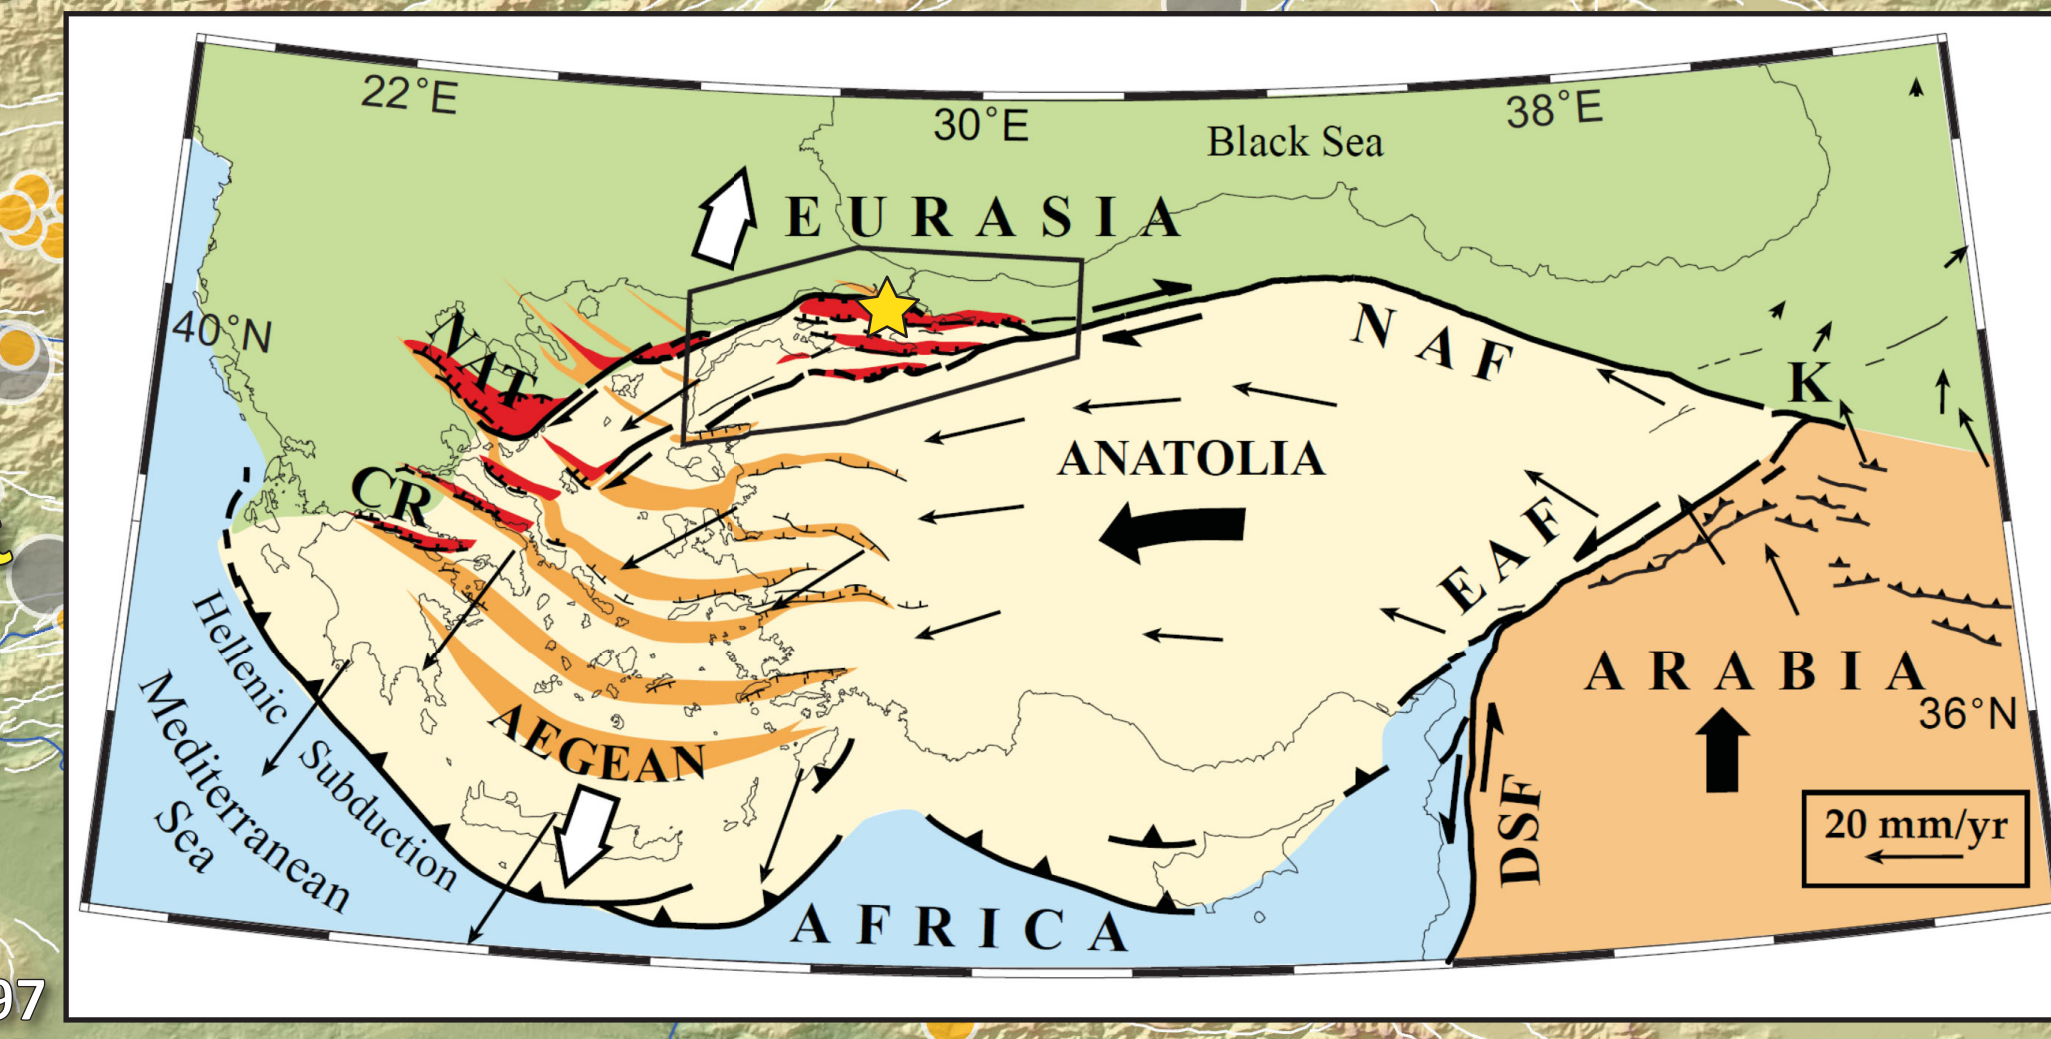 22°E
30°E
38°E
Black Sea
EURASIA
40°N
NAT
NAF
K
CR
ANATOLIA
EAF
Hellenic
Subduction
Mediterranean
Sea
AEGEAN
ARABIA
36°N
DSF
20 mm/yr
AFRICA
97